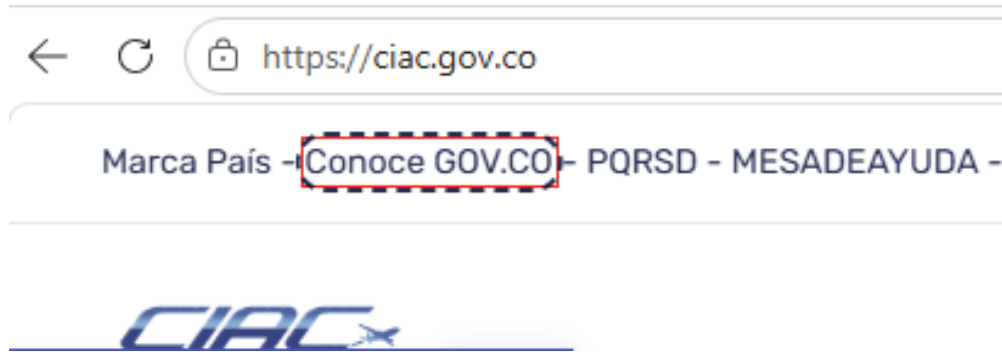 https://ciac.gov.co
Marca País - Conoce GOV.CO - PQRSD - MESADEAYUDA -
CIAC